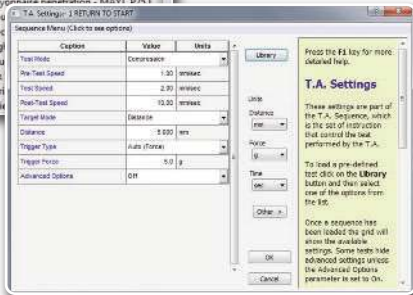 T.A. Settings - 1 RETURN TO START
Sequence Menu (Click to see options)
Caption Value Units
Test Mode Compression
Pre-Test Speed 1.00 mm/sec
Test Speed 2.00 mm/sec
Post-Test Speed 10.00 mm/sec
Target Mode Distance
Distance 5.000 mm
Trigger Type Auto (Force)
Trigger Force 5.0 g
Advanced Options Off
Library
Units
Distance
mm
Force
g
Time
sec
Other >
OK
Cancel
Press the F1 key for more
detailed help.
T.A. Settings
These settings are part of
the T.A. Sequence, which
is the set of instruction
that control the test
performed by the T.A.
To load a pre-defined
test click on the Library
button and then select
one of the options from
the list.
Once a sequence has
been loaded the grid will
show the available
settings. Some tests hide
advanced settings unless
the Advanced Options
parameter is set to On.